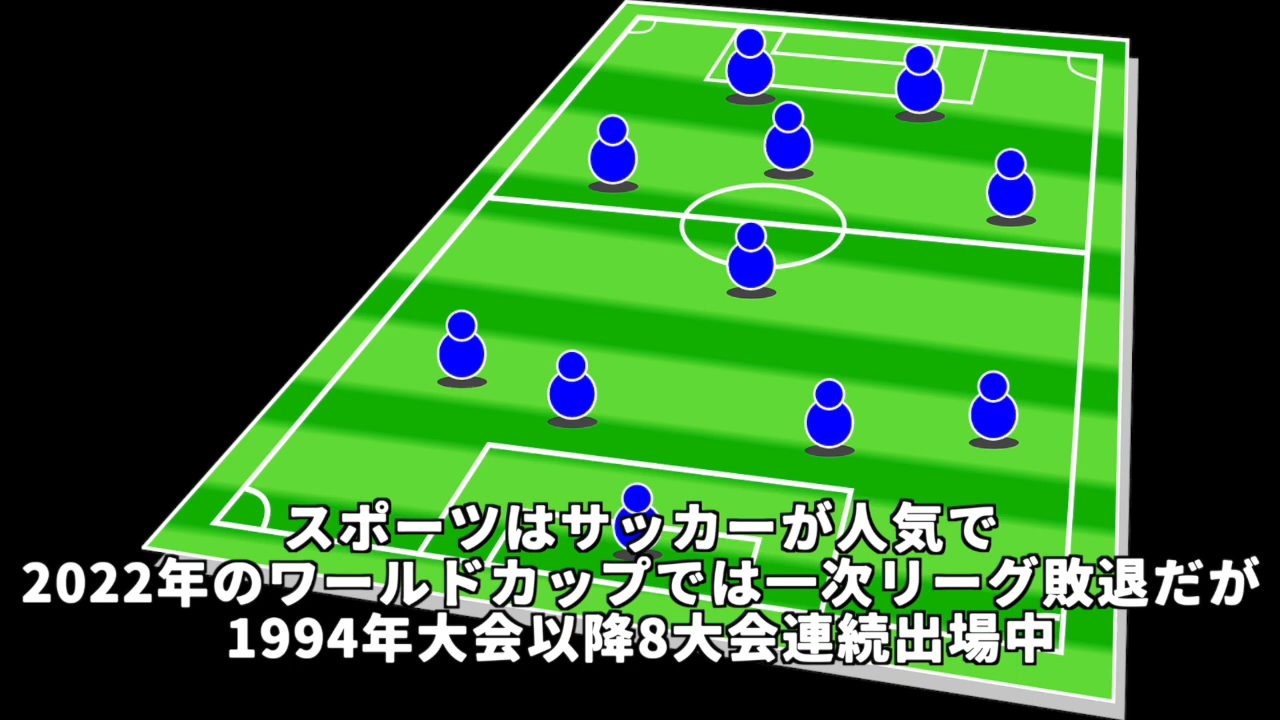 スポーツはサッカーが人気で
2022年のワールドカップでは一次リーグ敗退だが
1994年大会以降8大会連続出場中